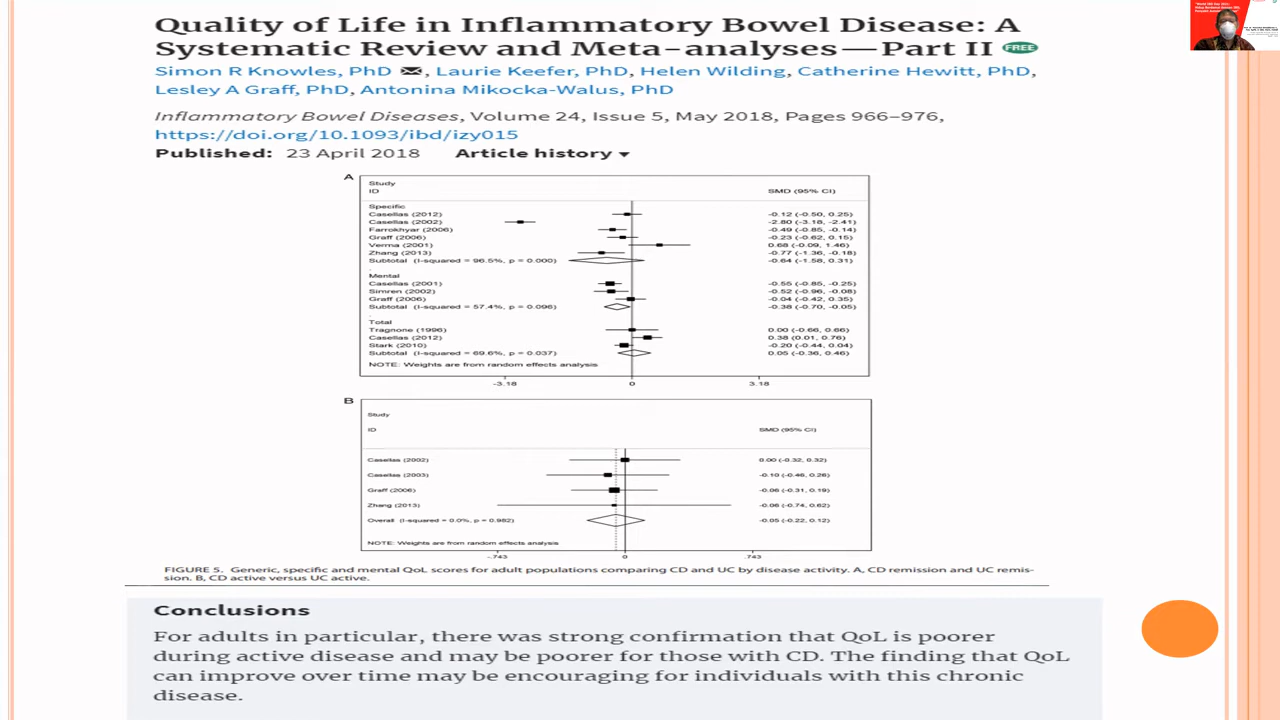 Quality of Life in Inflammatory Bowel Disease: A
Systematic Review and Meta-analyses—Part II FREE
Simon R Knowles, PhD, Laurie Keefer, PhD, Helen Wilding, Catherine Hewitt, PhD,
Lesley A Graff, PhD, Antonina Mikocka-Walus, PhD
Inflammatory Bowel Diseases, Volume 24, Issue 5, May 2018, Pages 966–976,
https://doi.org/10.1093/ibd/izy015
Published: 23 April 2018 Article history
A
Study
ID SMD (95% CI)
Specific
Casellas (2012) -0.12 (-0.50, 0.25)
Casellas (2002) -2.80 (-3.18, -2.41)
Farrokhyar (2006) -0.49 (-0.85, -0.14)
Graff (2006) -0.23 (-0.62, 0.15)
Verma (2001) 0.68 (-0.09, 1.46)
Zhang (2013) -0.77 (-1.36, -0.18)
Subtotal (I-squared = 96.5%, p = 0.000) -0.64 (-1.58, 0.31)
.
Mental
Casellas (2001) -0.55 (-0.85, -0.25)
Simren (2002) -0.52 (-0.96, -0.08)
Graff (2006) -0.04 (-0.42, 0.35)
Subtotal (I-squared = 57.4%, p = 0.096) -0.38 (-0.70, -0.05)
.
Total
Tragnone (1996) 0.00 (-0.66, 0.66)
Casellas (2012) 0.38 (0.01, 0.76)
Stark (2010) -0.20 (-0.44, 0.04)
Subtotal (I-squared = 69.6%, p = 0.037) 0.05 (-0.36, 0.46)
NOTE: Weights are from random effects analysis
-3.18 0 3.18
B
Study
ID SMD (95% CI)
Casellas (2002) 0.00 (-0.32, 0.32)
Casellas (2003) -0.10 (-0.46, 0.26)
Graff (2006) -0.06 (-0.31, 0.19)
Zhang (2013) -0.06 (-0.74, 0.62)
Overall (I-squared = 0.0%, p = 0.982) -0.05 (-0.22, 0.12)
NOTE: Weights are from random effects analysis
-.743 0 .743
FIGURE 5. Generic, specific and mental QoL scores for adult populations comparing CD and UC by disease activity. A, CD remission and UC remis-
sion. B, CD active versus UC active.
Conclusions
For adults in particular, there was strong confirmation that QoL is poorer
during active disease and may be poorer for those with CD. The finding that QoL
can improve over time may be encouraging for individuals with this chronic
disease.